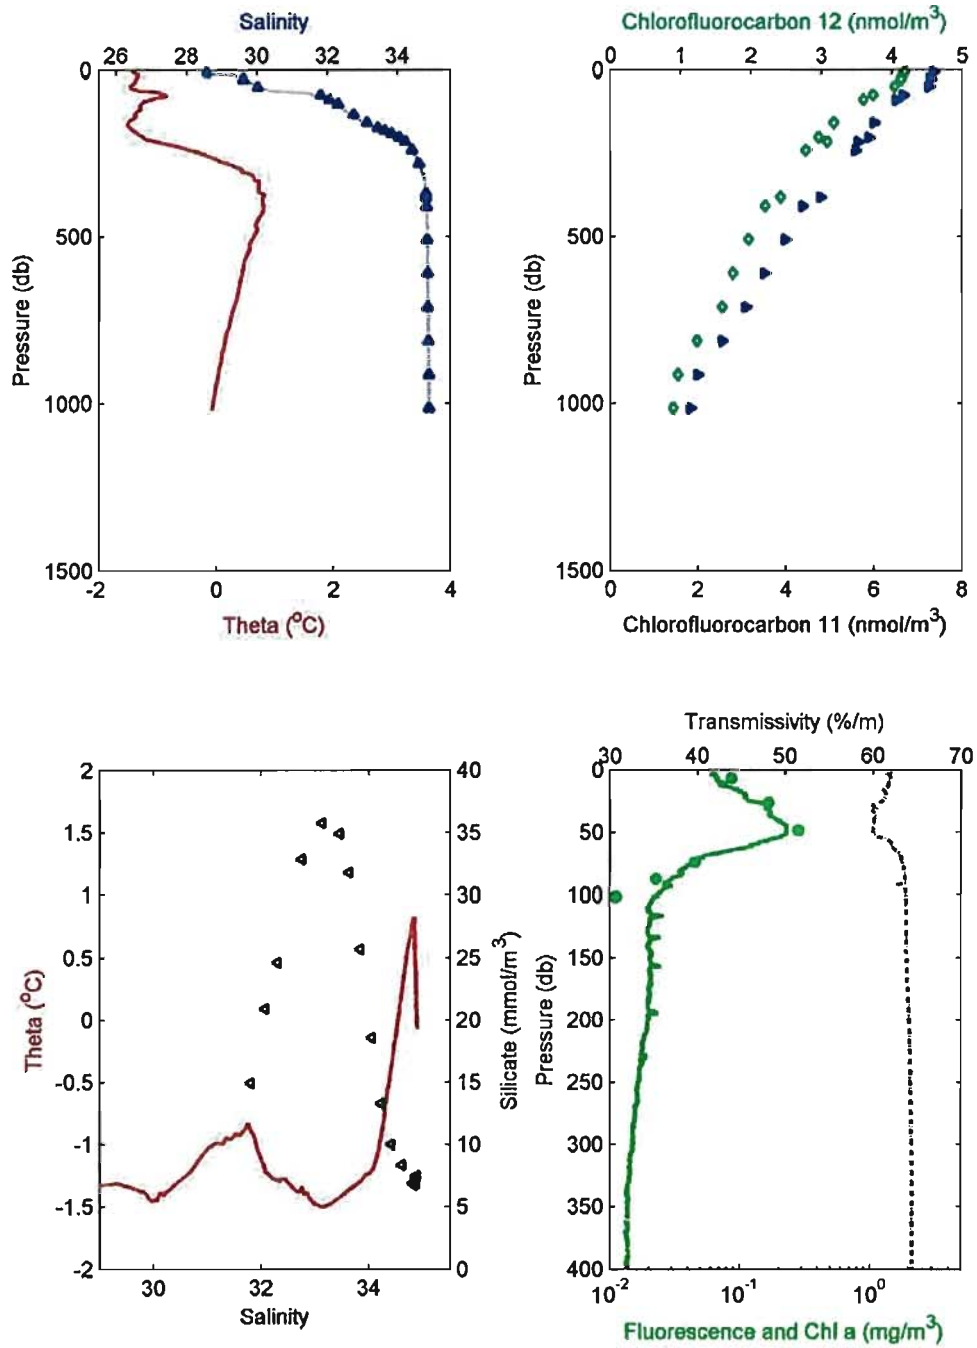 Salinity
26 28 30 32 34
0
500
1000
1500
Pressure (db)
-2 0 2 4
Theta (°C)
Chlorofluorocarbon 12 (nmol/m³)
0 1 2 3 4 5
0
500
1000
1500
Pressure (db)
0 2 4 6 8
Chlorofluorocarbon 11 (nmol/m³)
2
1.5
1
0.5
0
-0.5
-1
-1.5
-2
Theta (°C)
40
35
30
25
20
15
10
5
0
Silicate (mmol/m³)
30 32 34
Salinity
Transmissivity (%/m)
30 40 50 60 70
0
50
100
150
200
250
300
350
400
Pressure (db)
10⁻² 10⁻¹ 10⁰
Fluorescence and Chl a (mg/m³)